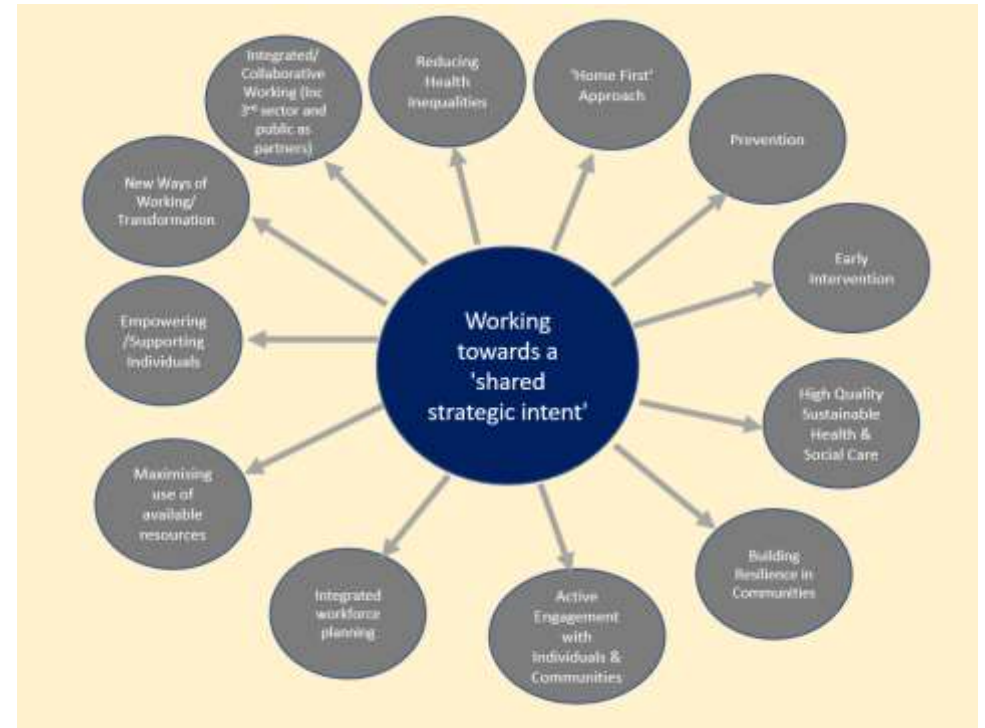 Integrated/
Collaborative
Working (Inc
3rd sector and
public as
partners)
Reducing
Health
Inequalities
'Home First'
Approach
Prevention
Early
Intervention
High Quality
Sustainable
Health &
Social Care
Building
Resilience in
Communities
Active
Engagement
with
Individuals &
Communities
Integrated
workforce
planning
Maximising
use of
available
resources
Empowering
/Supporting
Individuals
New Ways of
Working/
Transformation
Working
towards a
'shared
strategic intent'